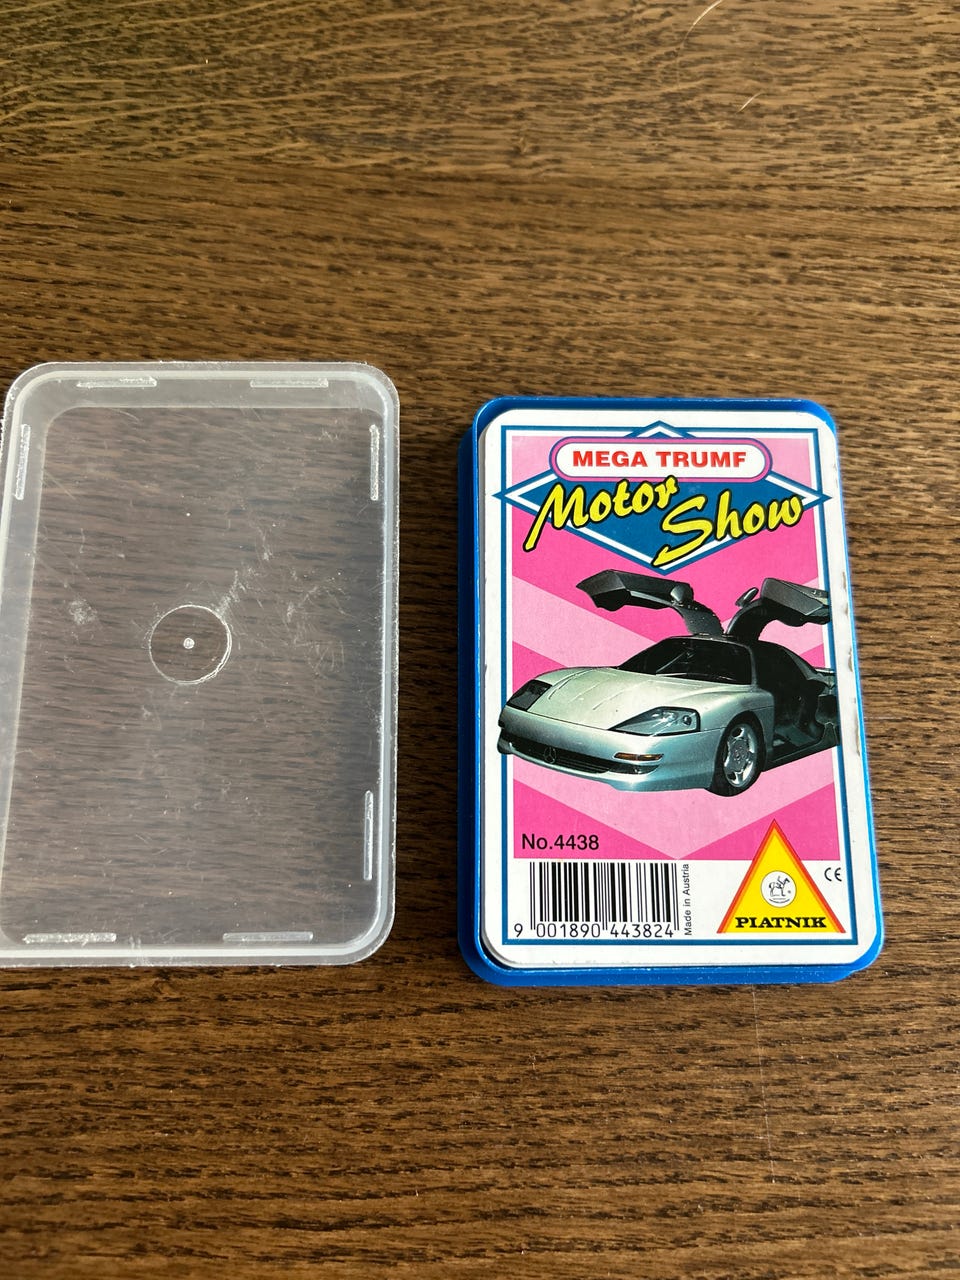 MEGA TRUMF
Motor
Show
No.4438
Made in Austria
9 001890 443824
PIATNIK
CE